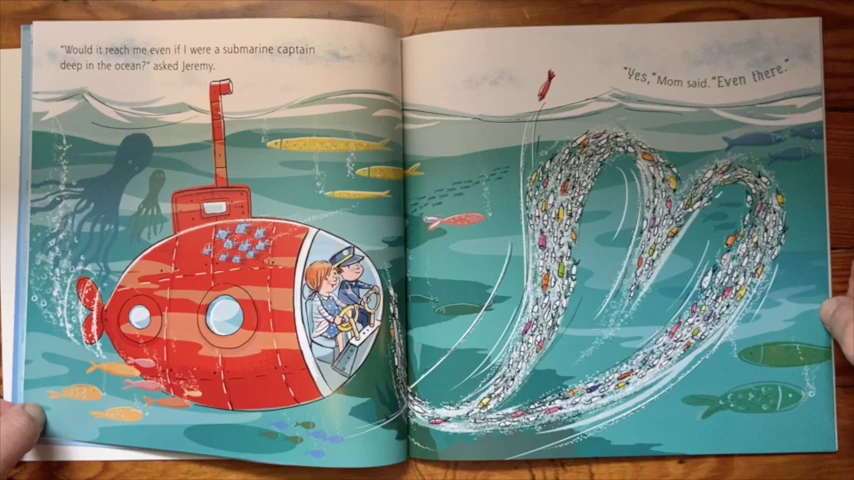 "Would it reach me even if I were a submarine captain
deep in the ocean?" asked Jeremy.
"Yes," Mom said. "Even there."